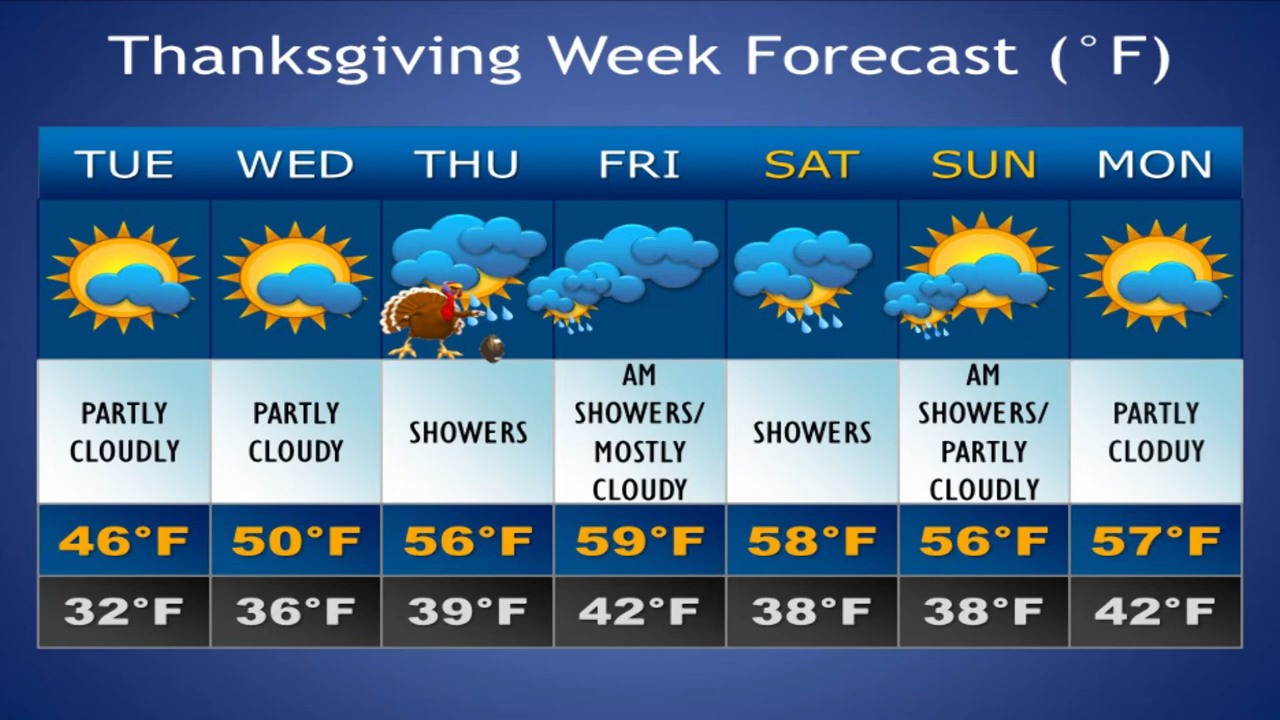 Thanksgiving Week Forecast (°F)
TUE WED THU FRI SAT SUN MON
PARTLY
CLOUDLY
PARTLY
CLOUDY
SHOWERS
AM
SHOWERS/
MOSTLY
CLOUDY
SHOWERS
AM
SHOWERS/
PARTLY
CLOUDLY
PARTLY
CLODUY
46°F 50°F 56°F 59°F 58°F 56°F 57°F
32°F 36°F 39°F 42°F 38°F 38°F 42°F